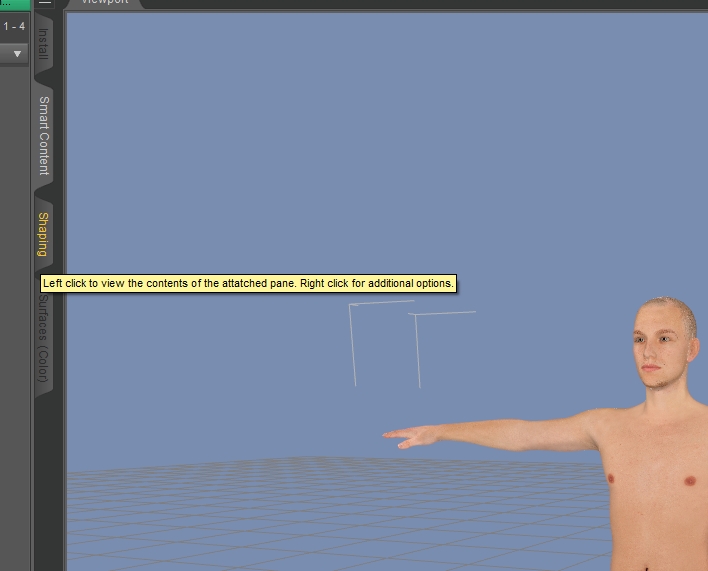 1 - 4
Install
Smart Content
Shaping
Left click to view the contents of the attatched pane. Right click for additional options.
Surfaces (Color)